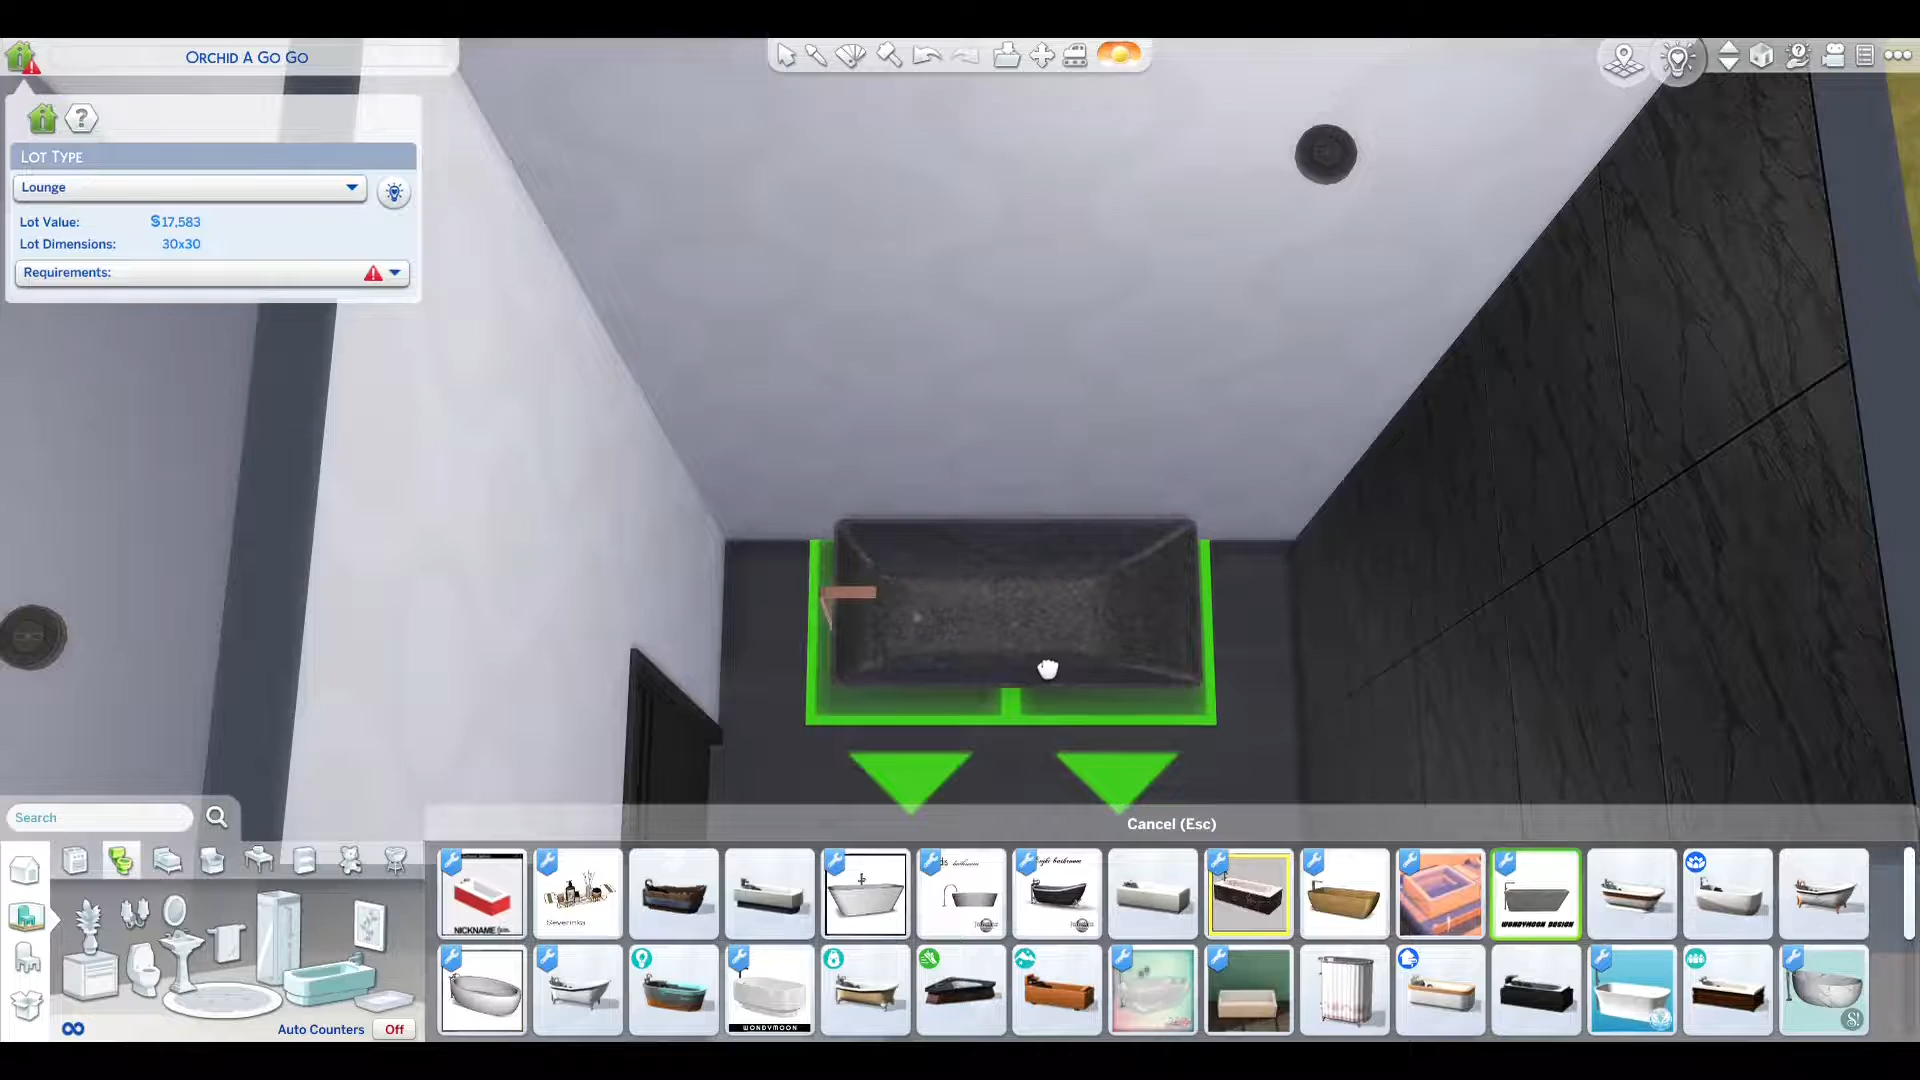 ORCHID A GO GO
LOT TYPE
Lounge
Lot Value: §17,583
Lot Dimensions: 30x30
Requirements:
Search
Cancel (Esc)
NICKNAME
Severinka
WONDYMOON DESIGN
WONDYMOON
Auto Counters Off